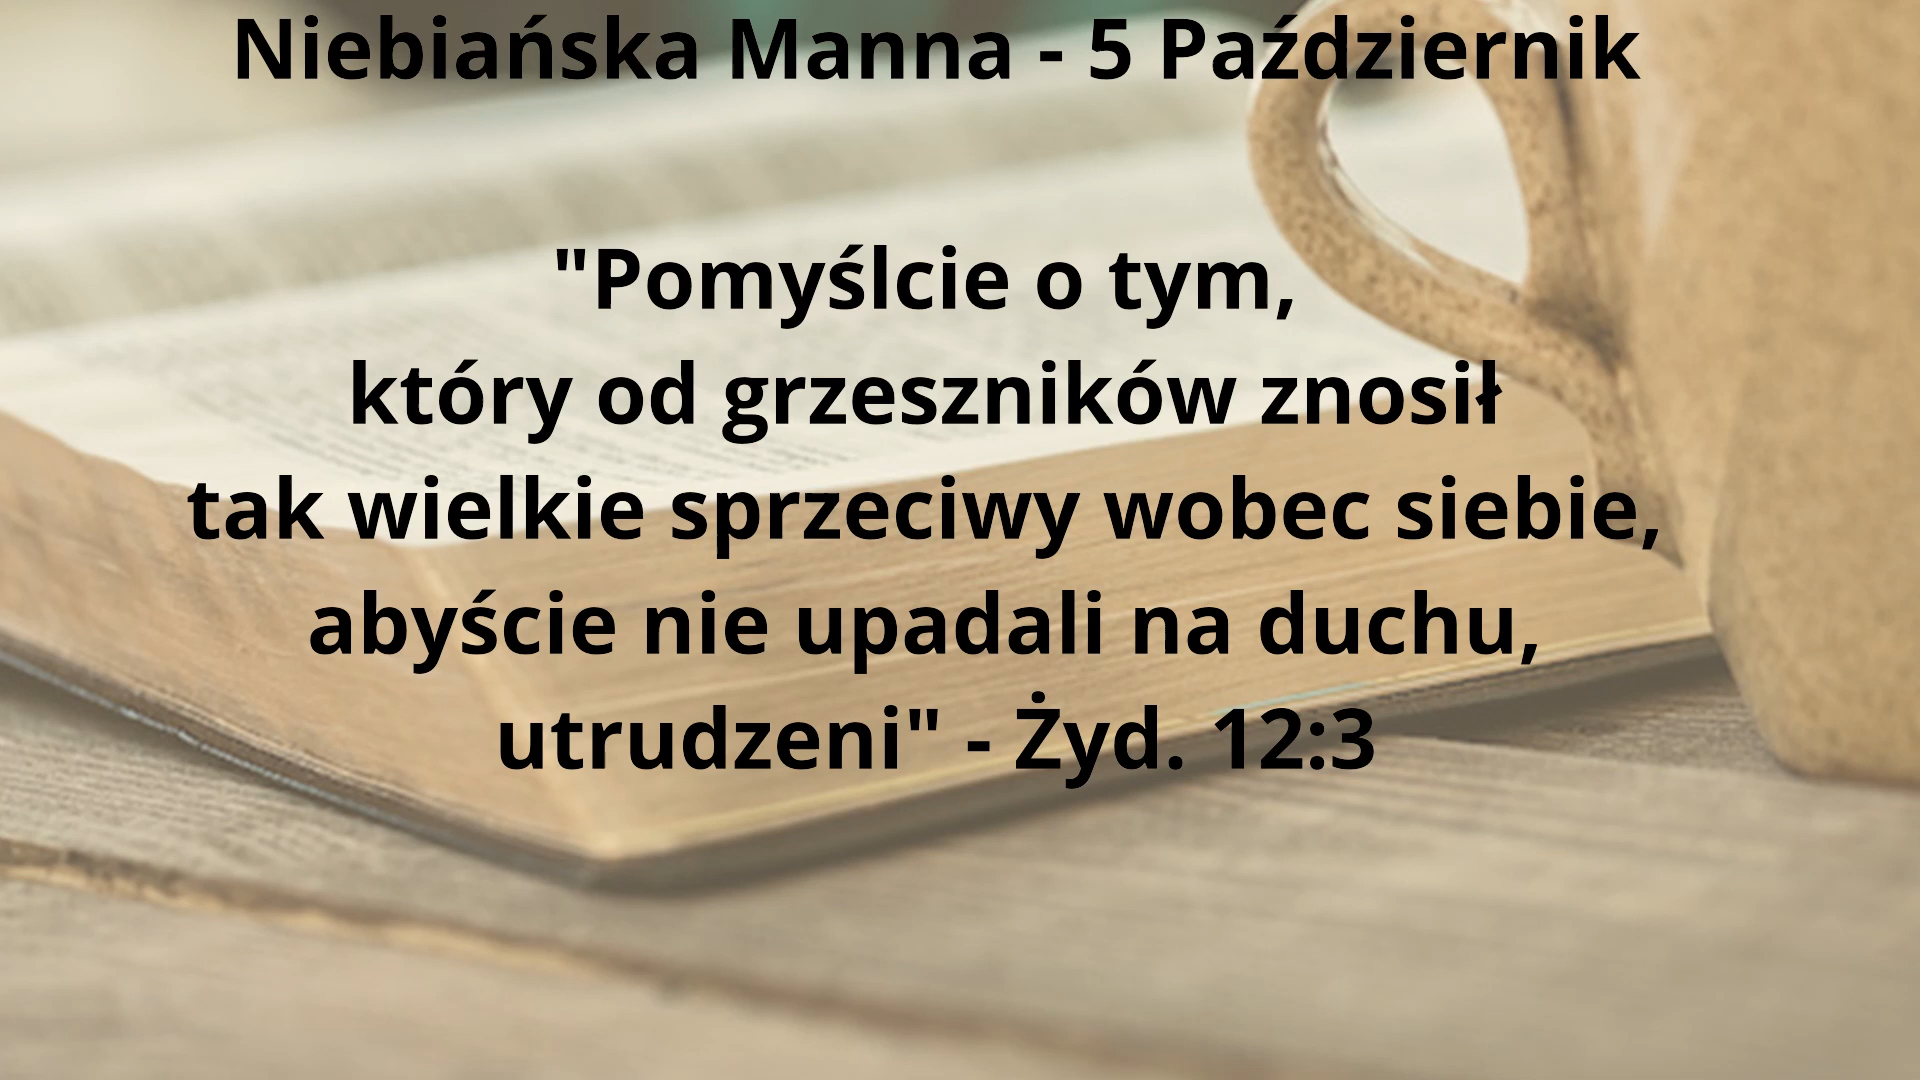 Niebiańska Manna - 5 Październik
"Pomyślcie o tym,
który od grzeszników znosił
tak wielkie sprzeciwy wobec siebie,
abyście nie upadali na duchu,
utrudzeni" - Żyd. 12:3